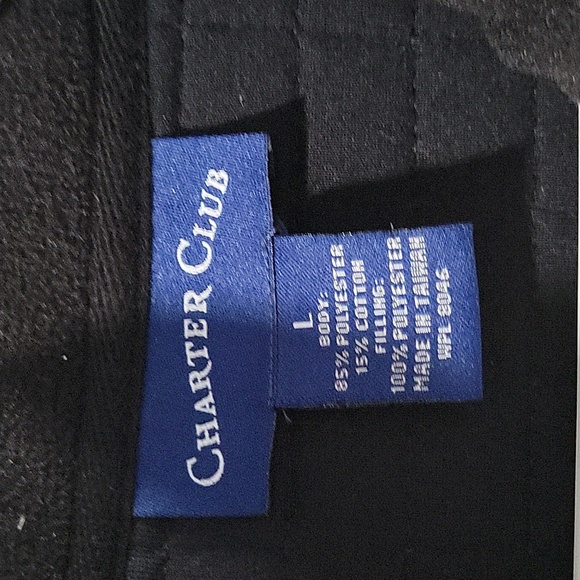 CHARTER CLUB
L
BODY:
85% POLYESTER
15% COTTON
FILLING:
100% POLYESTER
MADE IN TAIWAN
WPL 8046